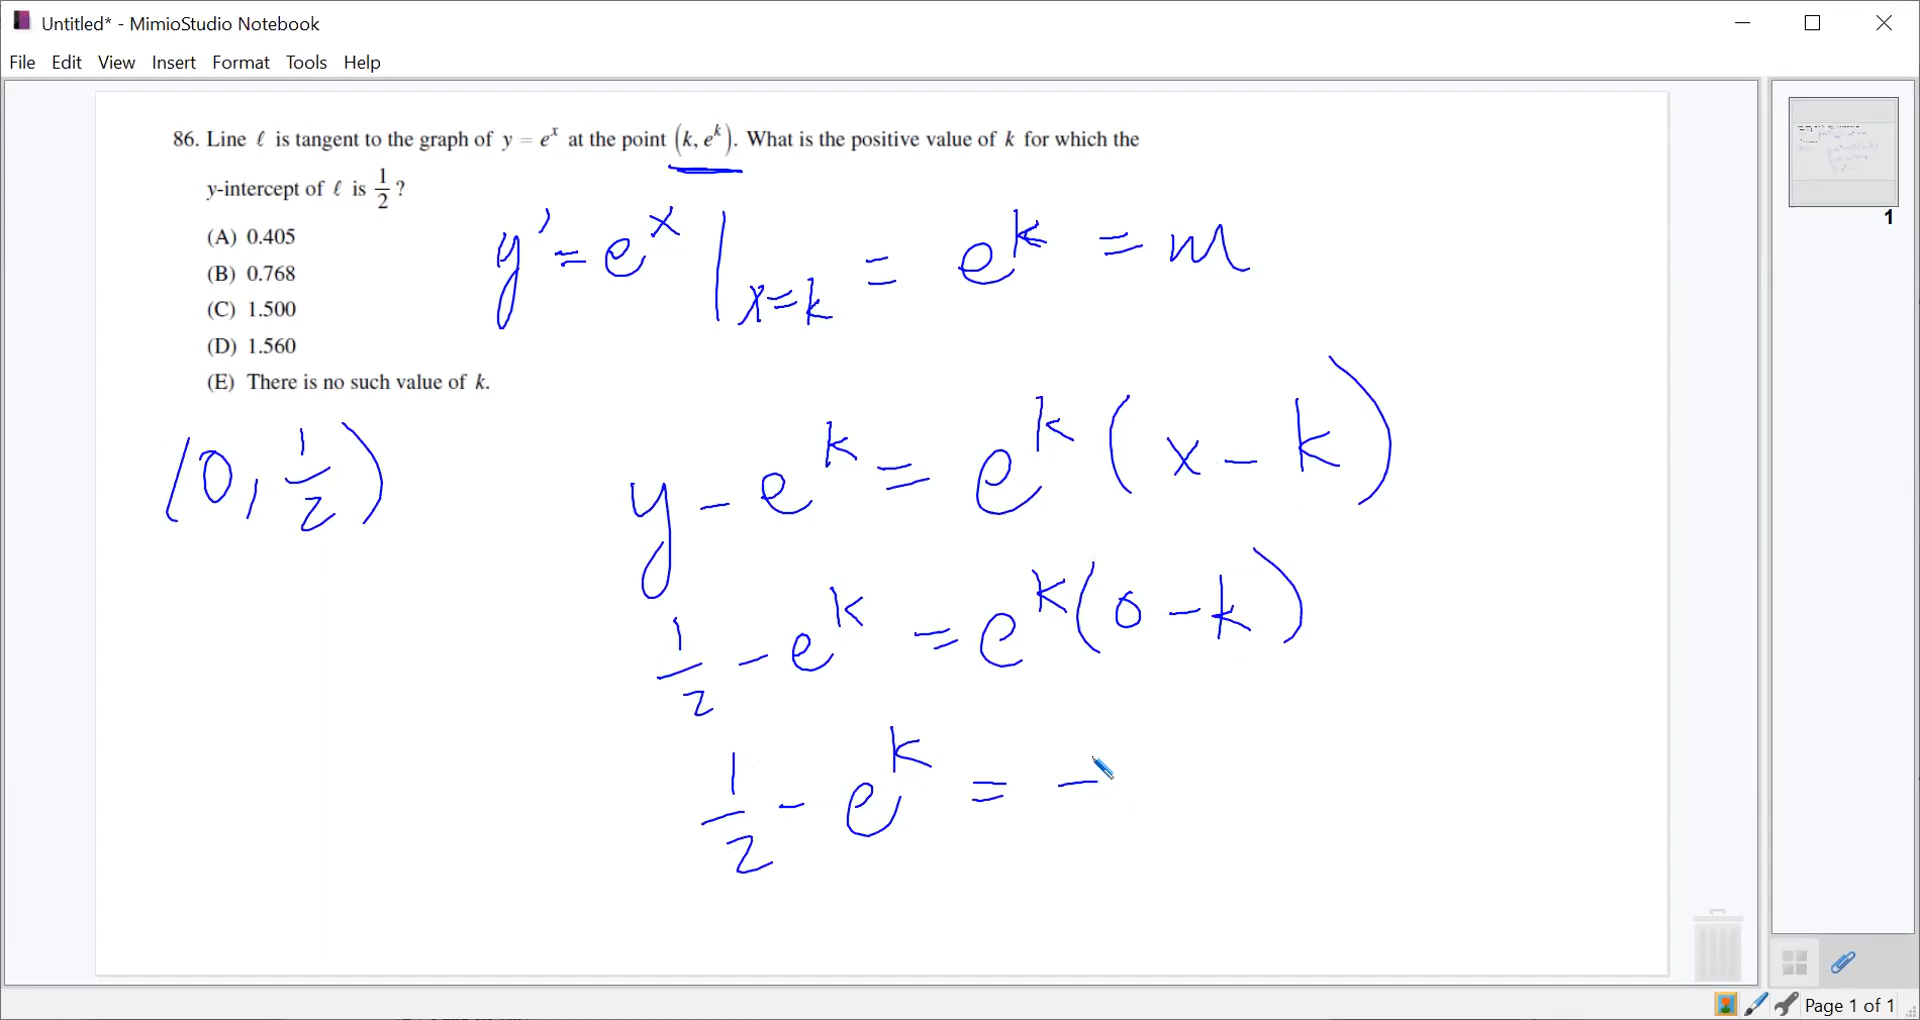 Untitled* - MimioStudio Notebook
File Edit View Insert Format Tools Help
86. Line ℓ is tangent to the graph of y = e^x at the point (k, e^k). What is the positive value of k for which the
y-intercept of ℓ is 1/2 ?
(A) 0.405
(B) 0.768
(C) 1.500
(D) 1.560
(E) There is no such value of k.
y' = e^x |_{x=k} = e^k = m
(0, 1/2)
y - e^k = e^k (x - k)
1/2 - e^k = e^k (0 - k)
1/2 - e^k = -
1
Page 1 of 1